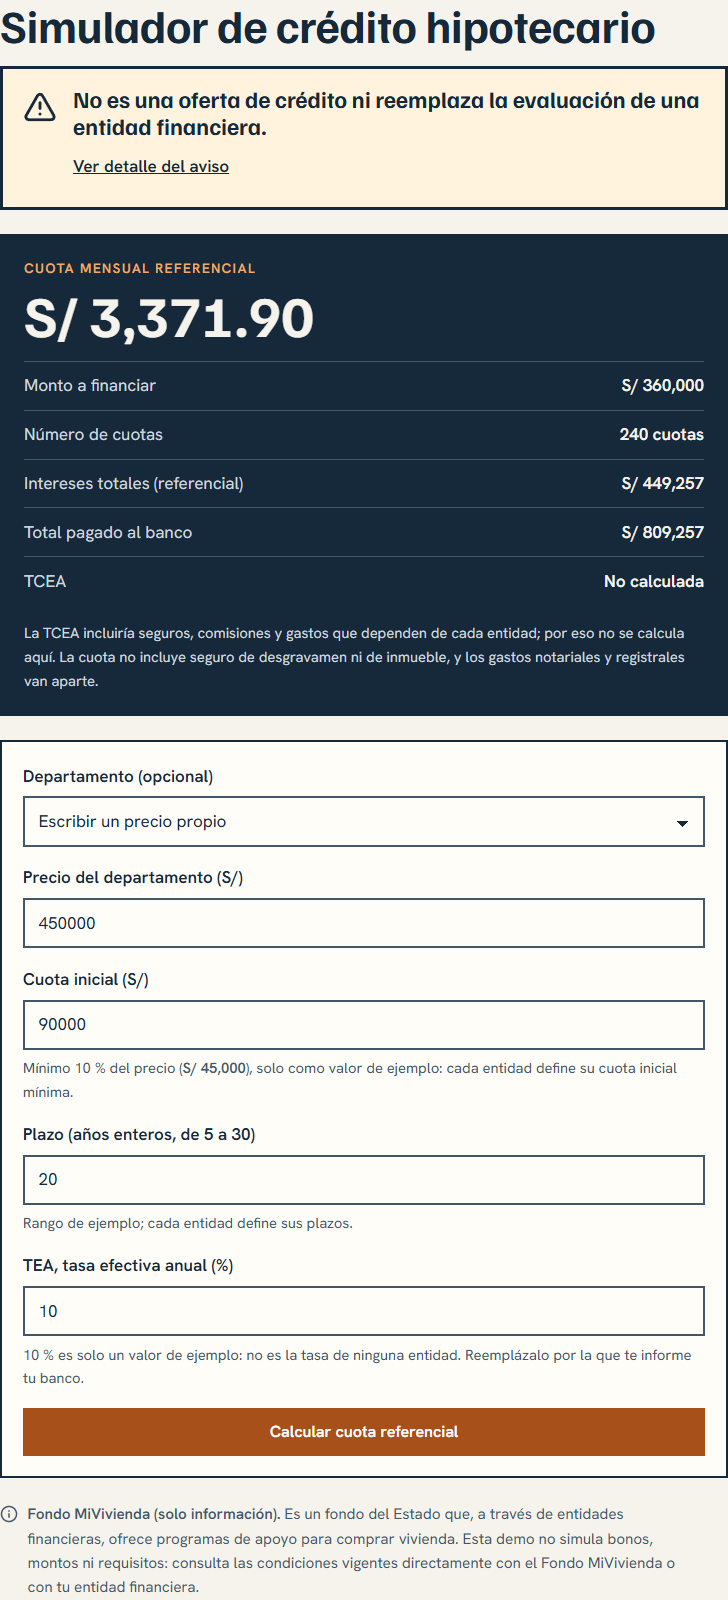 Simulador de crédito hipotecario
No es una oferta de crédito ni reemplaza la evaluación de una
entidad financiera.
Ver detalle del aviso
CUOTA MENSUAL REFERENCIAL
S/ 3,371.90
Monto a financiar S/ 360,000
Número de cuotas 240 cuotas
Intereses totales (referencial) S/ 449,257
Total pagado al banco S/ 809,257
TCEA No calculada
La TCEA incluiría seguros, comisiones y gastos que dependen de cada entidad; por eso no se calcula
aquí. La cuota no incluye seguro de desgravamen ni de inmueble, y los gastos notariales y registrales
van aparte.
Departamento (opcional)
Escribir un precio propio
Precio del departamento (S/)
450000
Cuota inicial (S/)
90000
Mínimo 10 % del precio (S/ 45,000), solo como valor de ejemplo: cada entidad define su cuota inicial
mínima.
Plazo (años enteros, de 5 a 30)
20
Rango de ejemplo; cada entidad define sus plazos.
TEA, tasa efectiva anual (%)
10
10 % es solo un valor de ejemplo: no es la tasa de ninguna entidad. Reemplázalo por la que te informe
tu banco.
Calcular cuota referencial
Fondo MiVivienda (solo información). Es un fondo del Estado que, a través de entidades
financieras, ofrece programas de apoyo para comprar vivienda. Esta demo no simula bonos,
montos ni requisitos: consulta las condiciones vigentes directamente con el Fondo MiVivienda o
con tu entidad financiera.